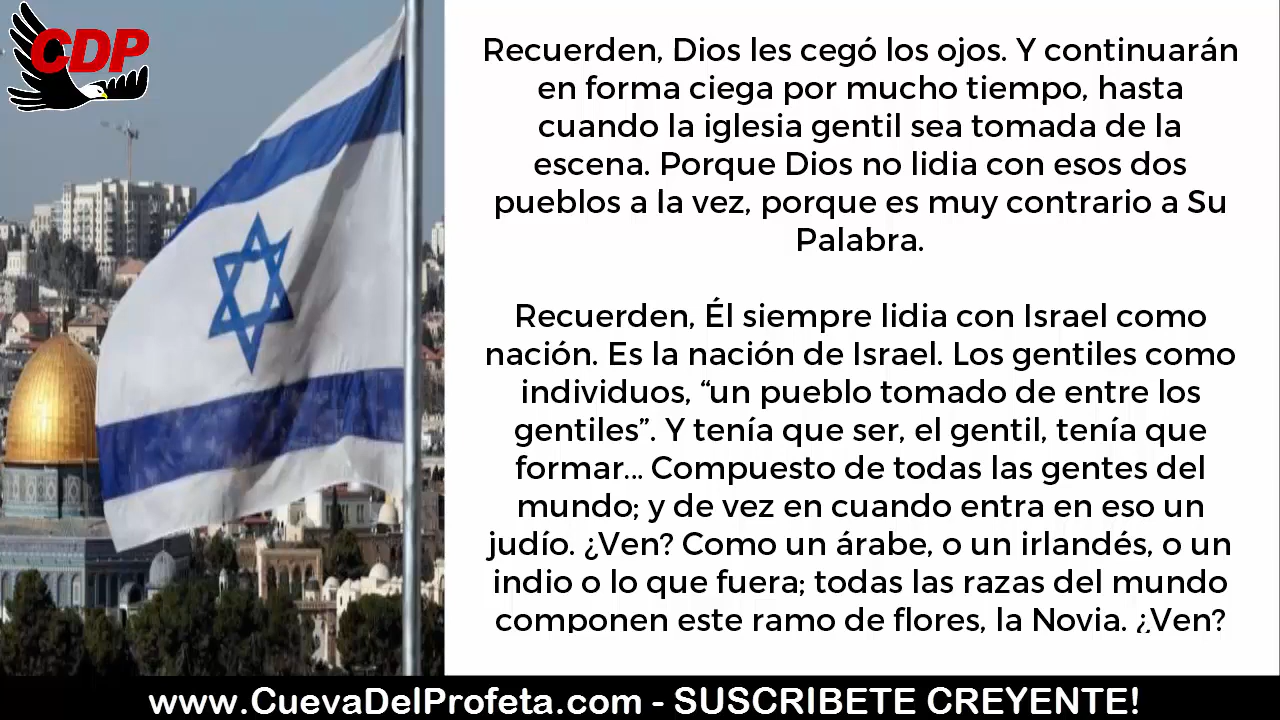 CDP
Recuerden, Dios les cegó los ojos. Y continuarán
en forma ciega por mucho tiempo, hasta
cuando la iglesia gentil sea tomada de la
escena. Porque Dios no lidia con esos dos
pueblos a la vez, porque es muy contrario a Su
Palabra.
Recuerden, Él siempre lidia con Israel como
nación. Es la nación de Israel. Los gentiles como
individuos, “un pueblo tomado de entre los
gentiles”. Y tenía que ser, el gentil, tenía que
formar... Compuesto de todas las gentes del
mundo; y de vez en cuando entra en eso un
judío. ¿Ven? Como un árabe, o un irlandés, o un
indio o lo que fuera; todas las razas del mundo
componen este ramo de flores, la Novia. ¿Ven?
www.CuevaDelProfeta.com - SUSCRIBETE CREYENTE!